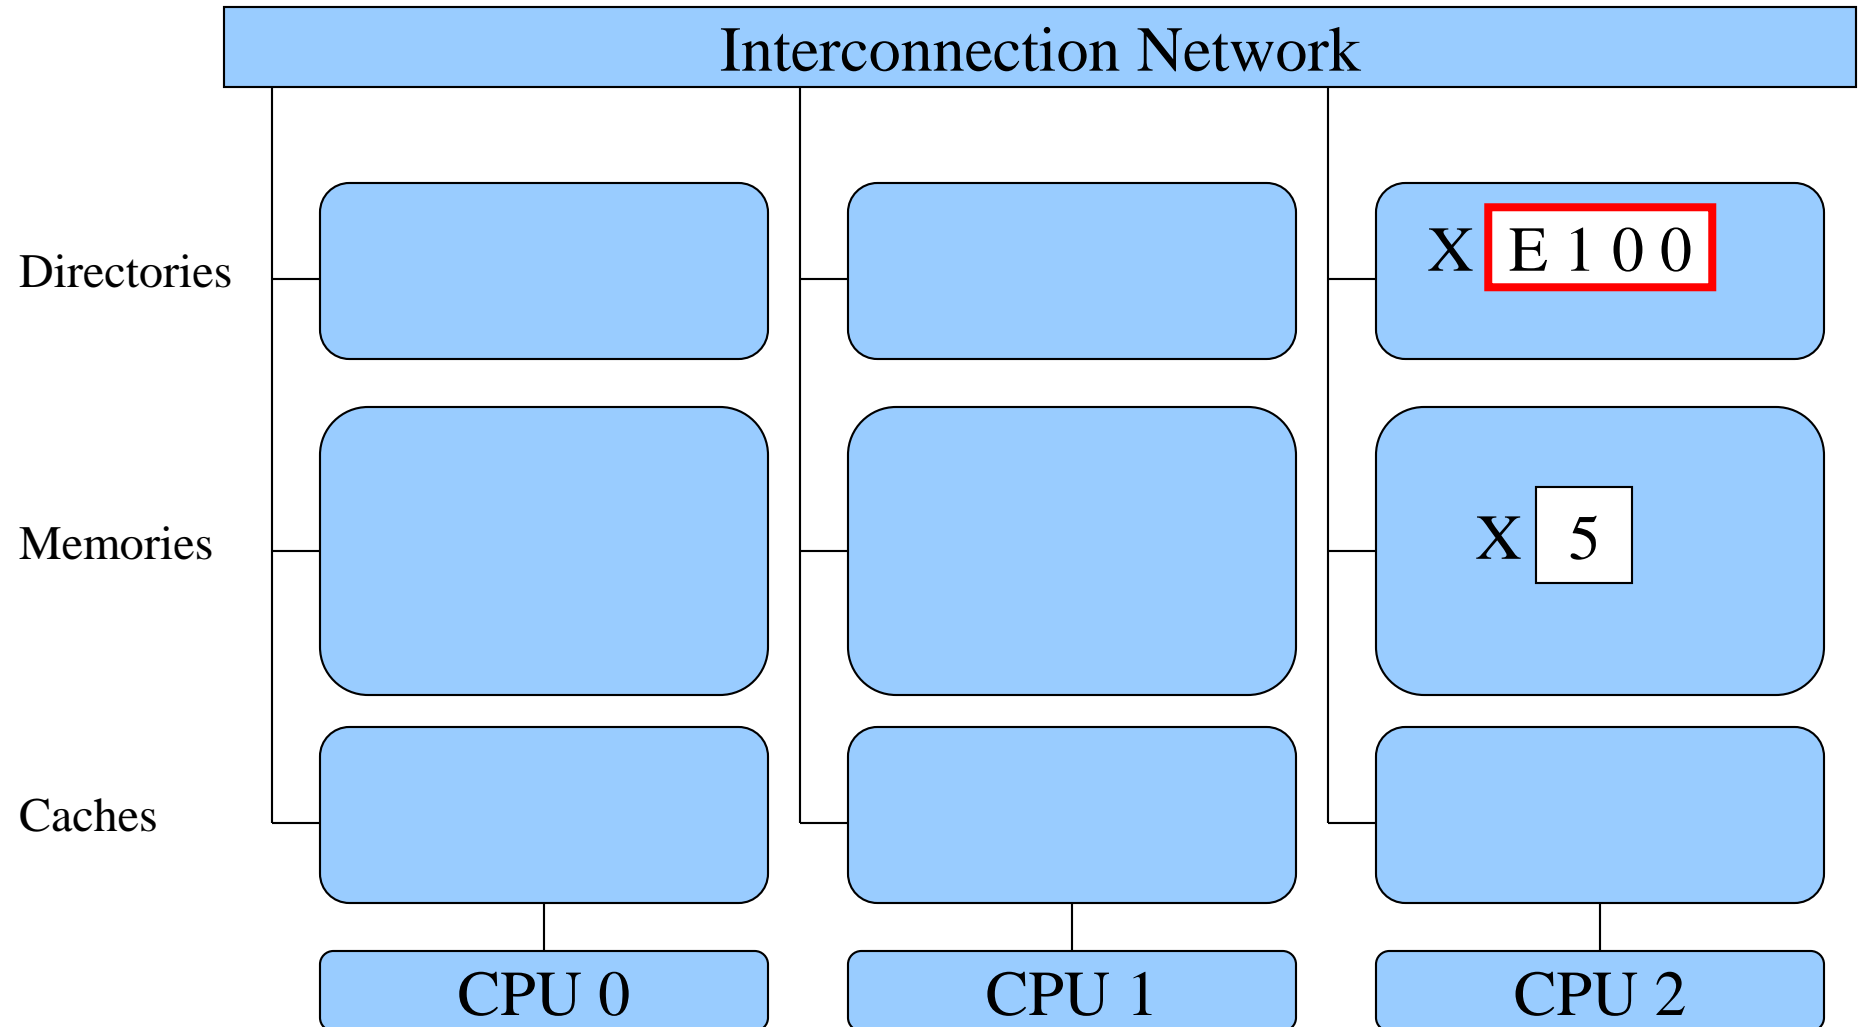 Interconnection Network
Directories
X E 1 0 0
Memories
X 5
Caches
CPU 0
CPU 1
CPU 2